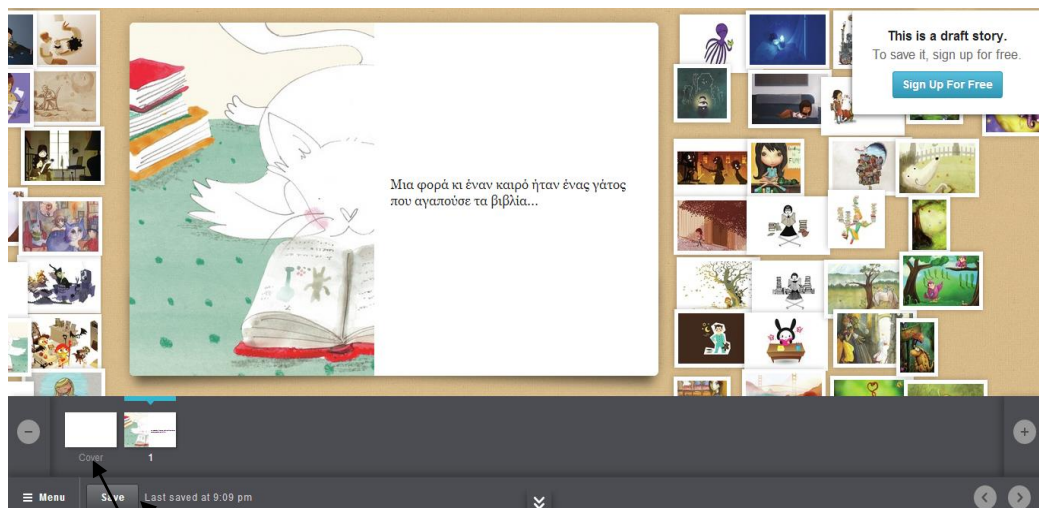 This is a draft story.
To save it, sign up for free.
Sign Up For Free
Μια φορά κι έναν καιρό ήταν ένας γάτος
που αγαπούσε τα βιβλία...
Cover
1
Menu
Save
Last saved at 9:09 pm